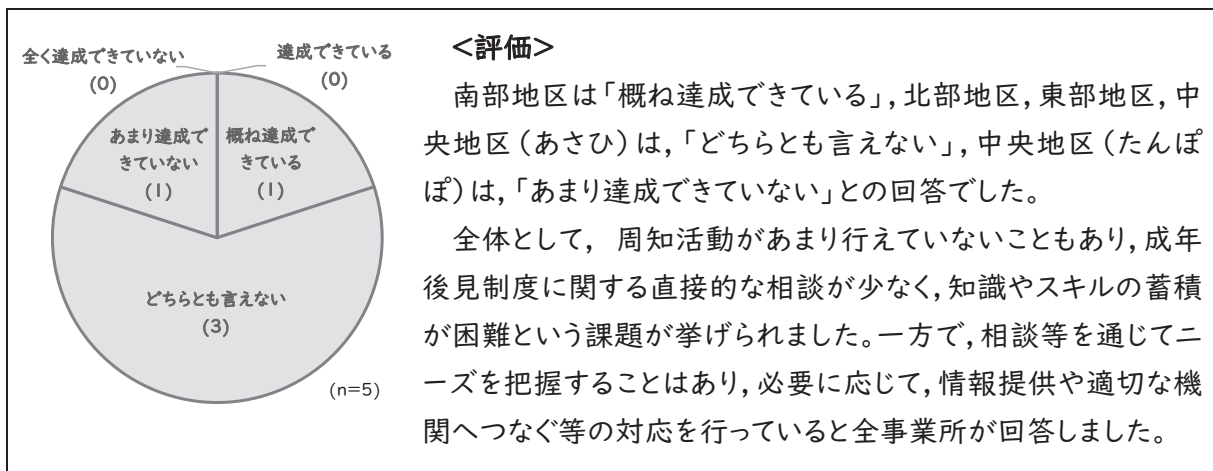 全く達成できていない
(0)
達成できている
(0)
あまり達成で
きていない
(1)
概ね達成で
きている
(1)
どちらとも言えない
(3)
(n=5)
<評価>
南部地区は「概ね達成できている」,北部地区,東部地区,中
央地区(あさひ)は,「どちらとも言えない」,中央地区(たんぽ
ぽ)は,「あまり達成できていない」との回答でした。
全体として, 周知活動があまり行えていないこともあり,成年
後見制度に関する直接的な相談が少なく,知識やスキルの蓄積
が困難という課題が挙げられました。一方で,相談等を通じてニ
ーズを把握することはあり,必要に応じて,情報提供や適切な機
関へつなぐ等の対応を行っていると全事業所が回答しました。